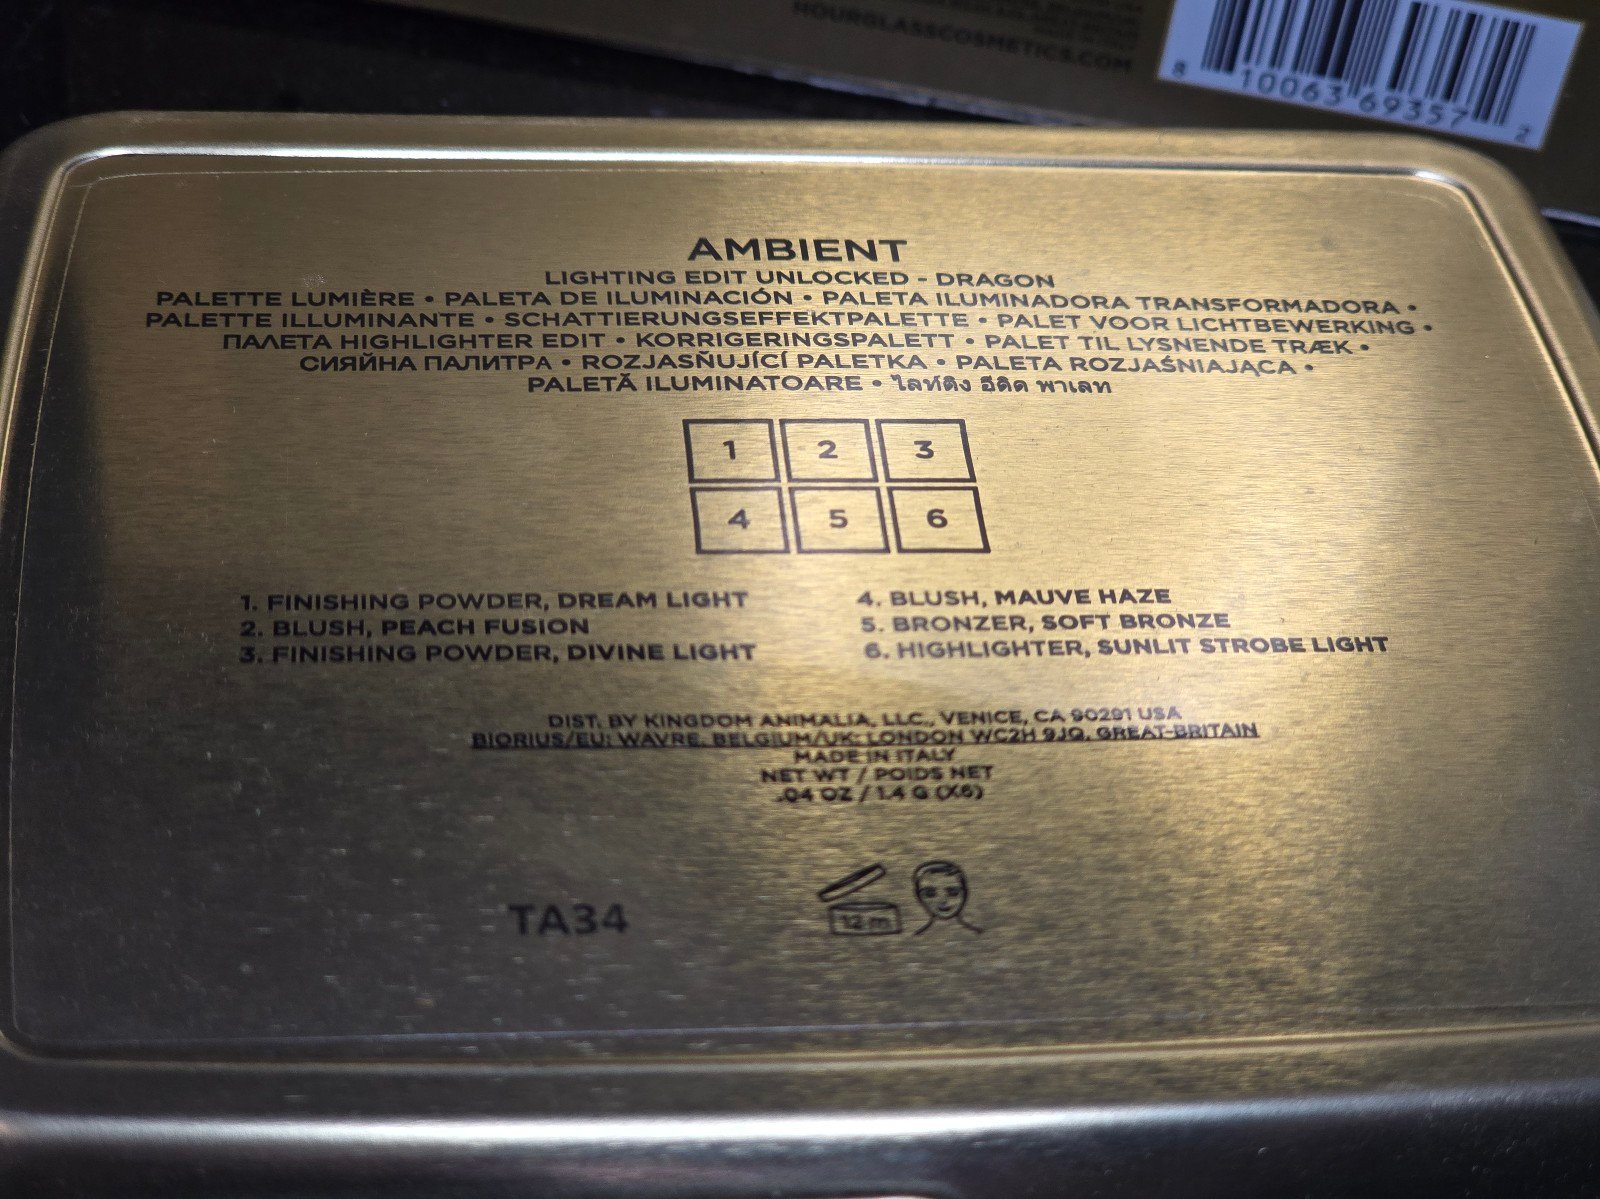 HOURGLASSCOSMETICS.COM
8 10063 69357 2
AMBIENT
LIGHTING EDIT UNLOCKED - DRAGON
PALETTE LUMIÈRE • PALETA DE ILUMINACIÓN • PALETA ILUMINADORA TRANSFORMADORA •
PALETTE ILLUMINANTE • SCHATTIERUNGSEFFEKTPALETTE • PALET VOOR LICHTBEWERKING •
ΠΑΛΕΤΑ HIGHLIGHTER EDIT • KORRIGERINGSPALETT • PALET TIL LYSNENDE TRÆK •
СИЯЙНА ПАЛИТРА • ROZJASŇUJÍCÍ PALETKA • PALETA ROZJAŚNIAJĄCA •
PALETĂ ILUMINATOARE • ไลท์ติง อีดิต พาเลท
1 2 3
4 5 6
1. FINISHING POWDER, DREAM LIGHT
2. BLUSH, PEACH FUSION
3. FINISHING POWDER, DIVINE LIGHT
4. BLUSH, MAUVE HAZE
5. BRONZER, SOFT BRONZE
6. HIGHLIGHTER, SUNLIT STROBE LIGHT
DIST. BY KINGDOM ANIMALIA, LLC., VENICE, CA 90291 USA
BIORIUS/EU: WAVRE, BELGIUM/UK: LONDON WC2H 9JQ, GREAT-BRITAIN
MADE IN ITALY
NET WT / POIDS NET
.04 OZ / 1.4 G (X6)
TA34
12 m